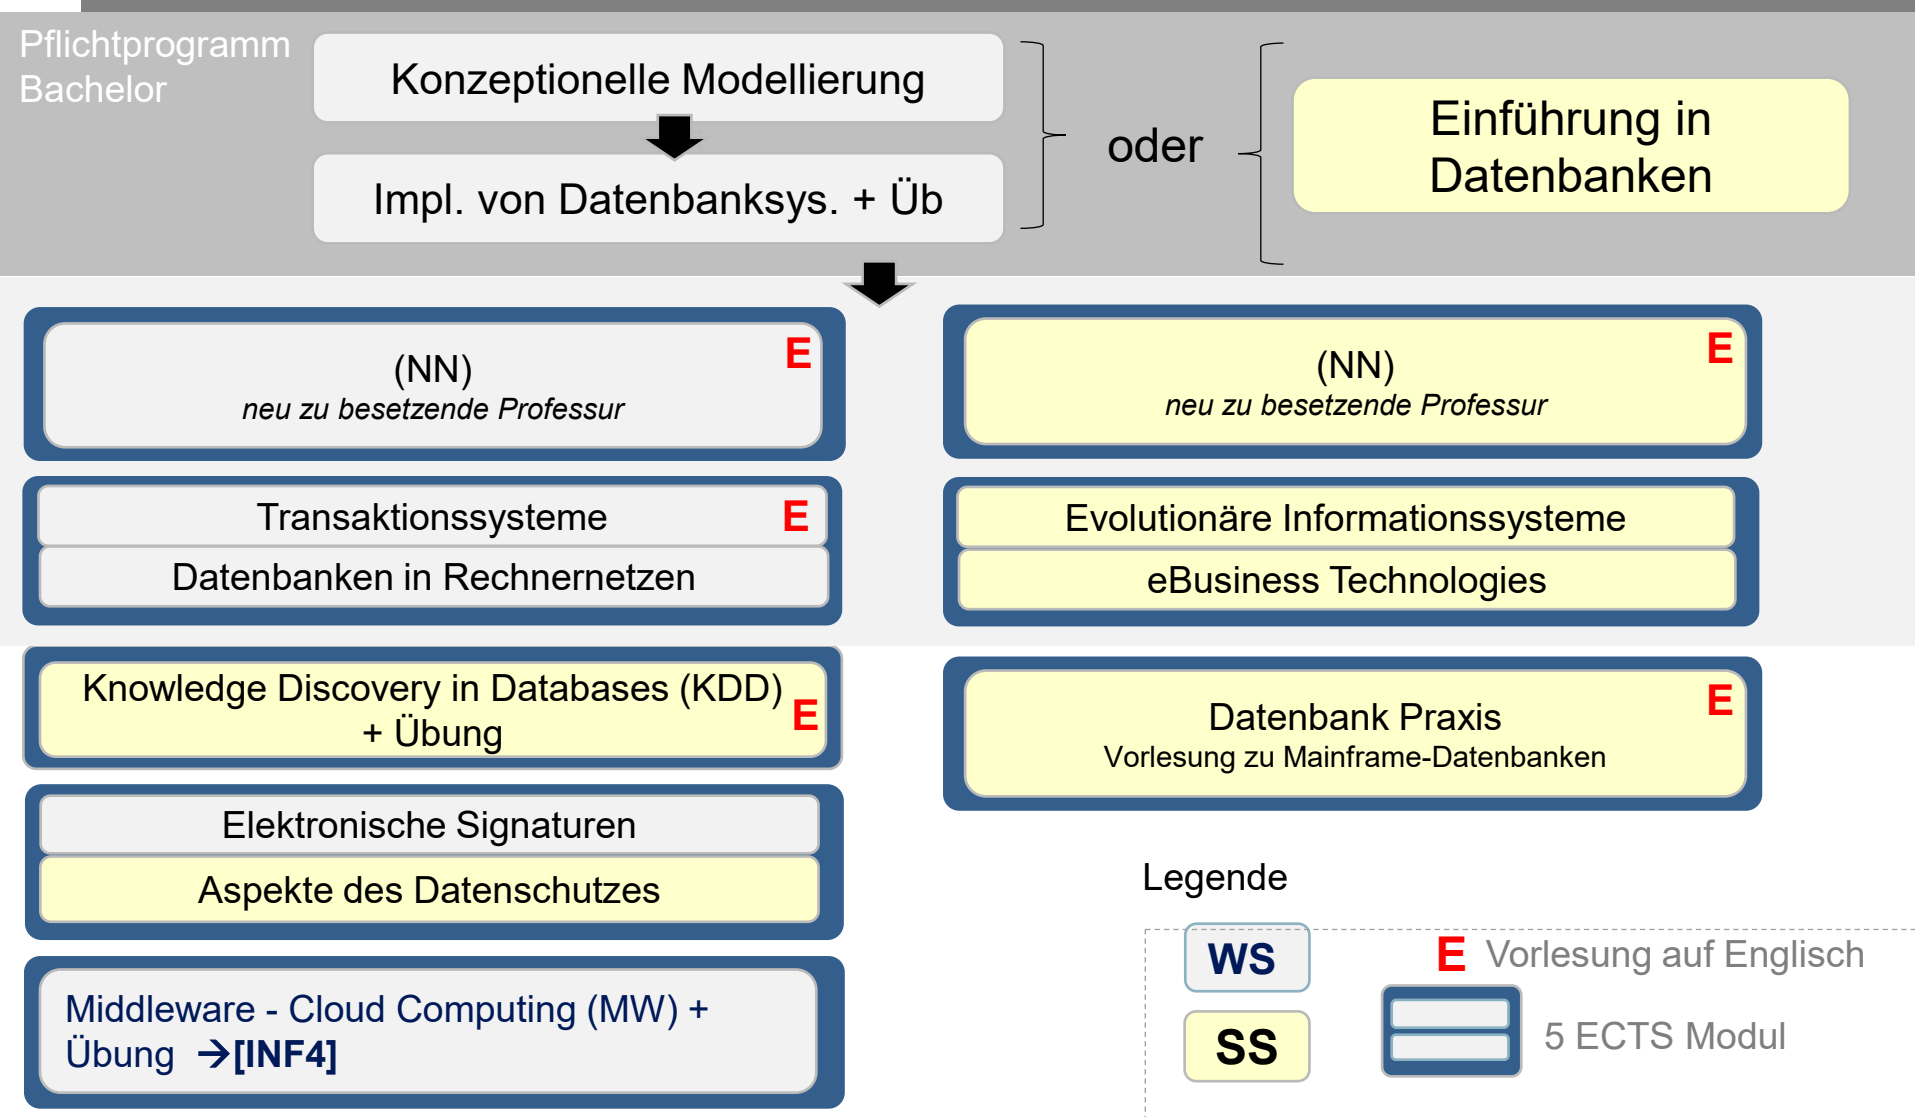 Pflichtprogramm
Bachelor
Konzeptionelle Modellierung
Impl. von Datenbanksys. + Üb
oder
Einführung in
Datenbanken
(NN)
neu zu besetzende Professur
E
(NN)
neu zu besetzende Professur
E
Transaktionssysteme
E
Datenbanken in Rechnernetzen
Evolutionäre Informationssysteme
eBusiness Technologies
Knowledge Discovery in Databases (KDD)
+ Übung
E
Datenbank Praxis
Vorlesung zu Mainframe-Datenbanken
E
Elektronische Signaturen
Aspekte des Datenschutzes
Middleware - Cloud Computing (MW) +
Übung →[INF4]
Legende
WS
SS
E Vorlesung auf Englisch
5 ECTS Modul